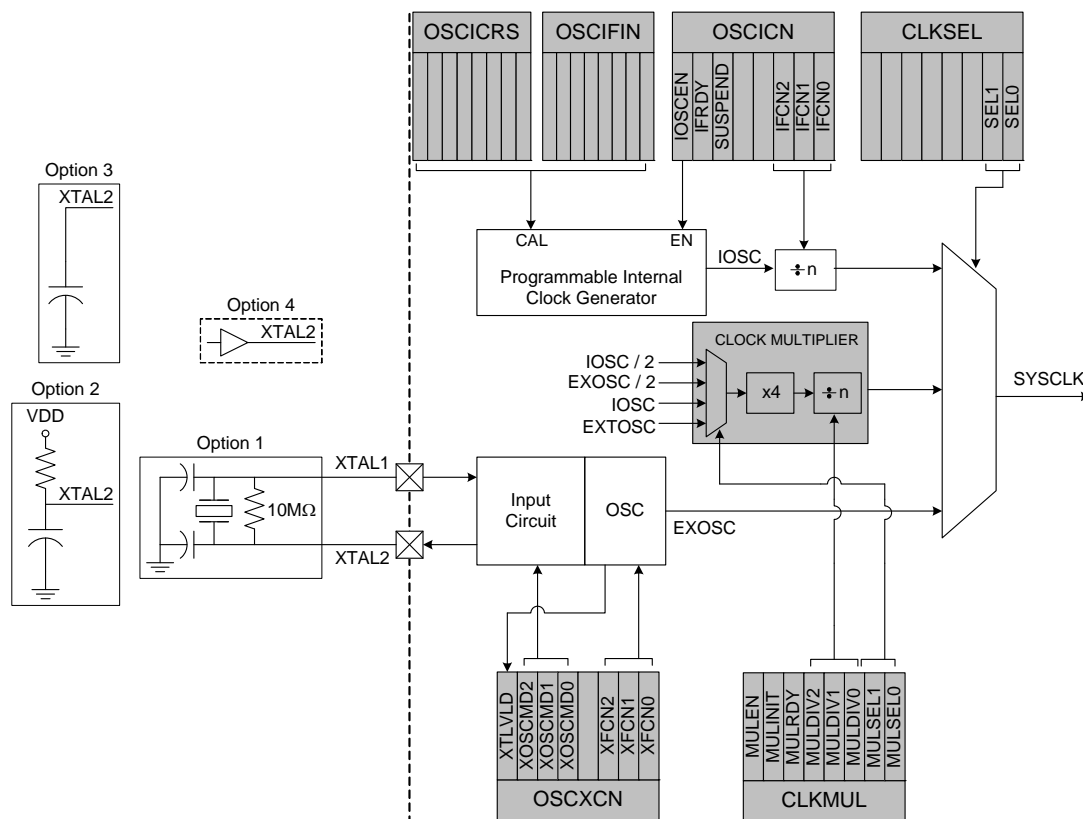 OSCICRS
OSCIFIN
OSCICN
CLKSEL
IOSCEN
IFRDY
SUSPEND
IFCN2
IFCN1
IFCN0
SEL1
SEL0
Option 3
XTAL2
Option 4
XTAL2
CAL
EN
Programmable Internal
Clock Generator
IOSC
÷n
CLOCK MULTIPLIER
IOSC / 2
EXOSC / 2
IOSC
EXTOSC
x4
÷n
SYSCLK
Option 2
VDD
XTAL2
Option 1
10MΩ
XTAL1
XTAL2
Input
Circuit
OSC
EXOSC
XTLVLD
XOSCMD2
XOSCMD1
XOSCMD0
XFCN2
XFCN1
XFCN0
OSCXCN
MULEN
MULINIT
MULRDY
MULDIV2
MULDIV1
MULDIV0
MULSEL1
MULSEL0
CLKMUL